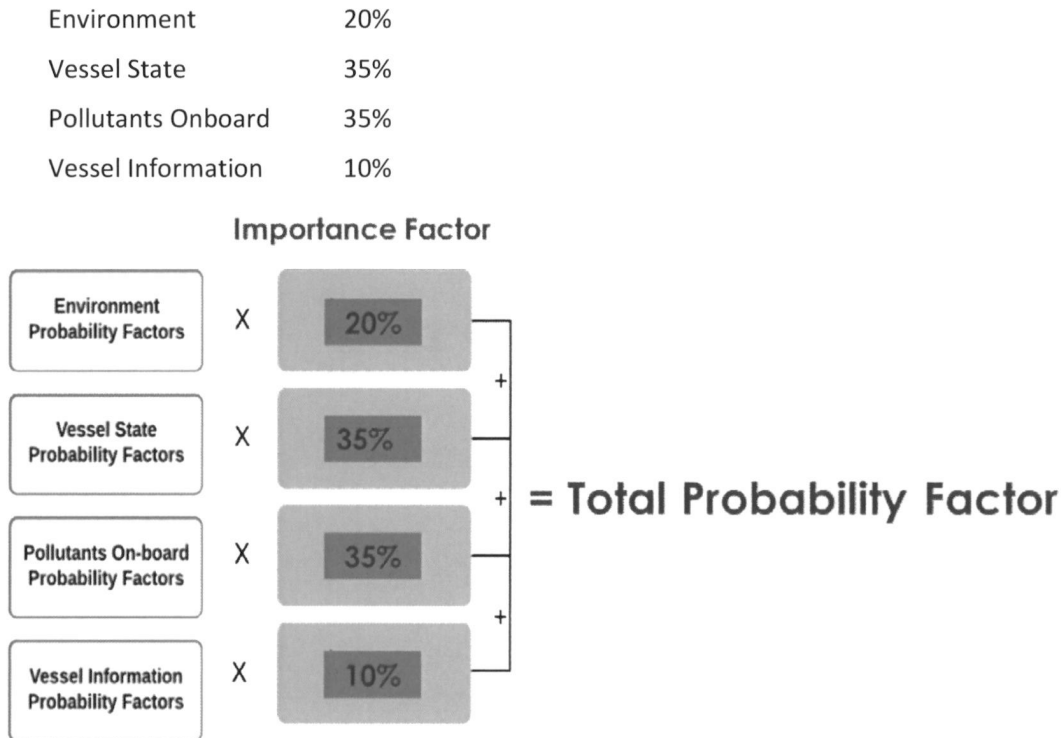 Environment 20%
Vessel State 35%
Pollutants Onboard 35%
Vessel Information 10%
Importance Factor
Environment
Probability Factors
X
20%
+
Vessel State
Probability Factors
X
35%
+
= Total Probability Factor
Pollutants On-board
Probability Factors
X
35%
+
Vessel Information
Probability Factors
X
10%